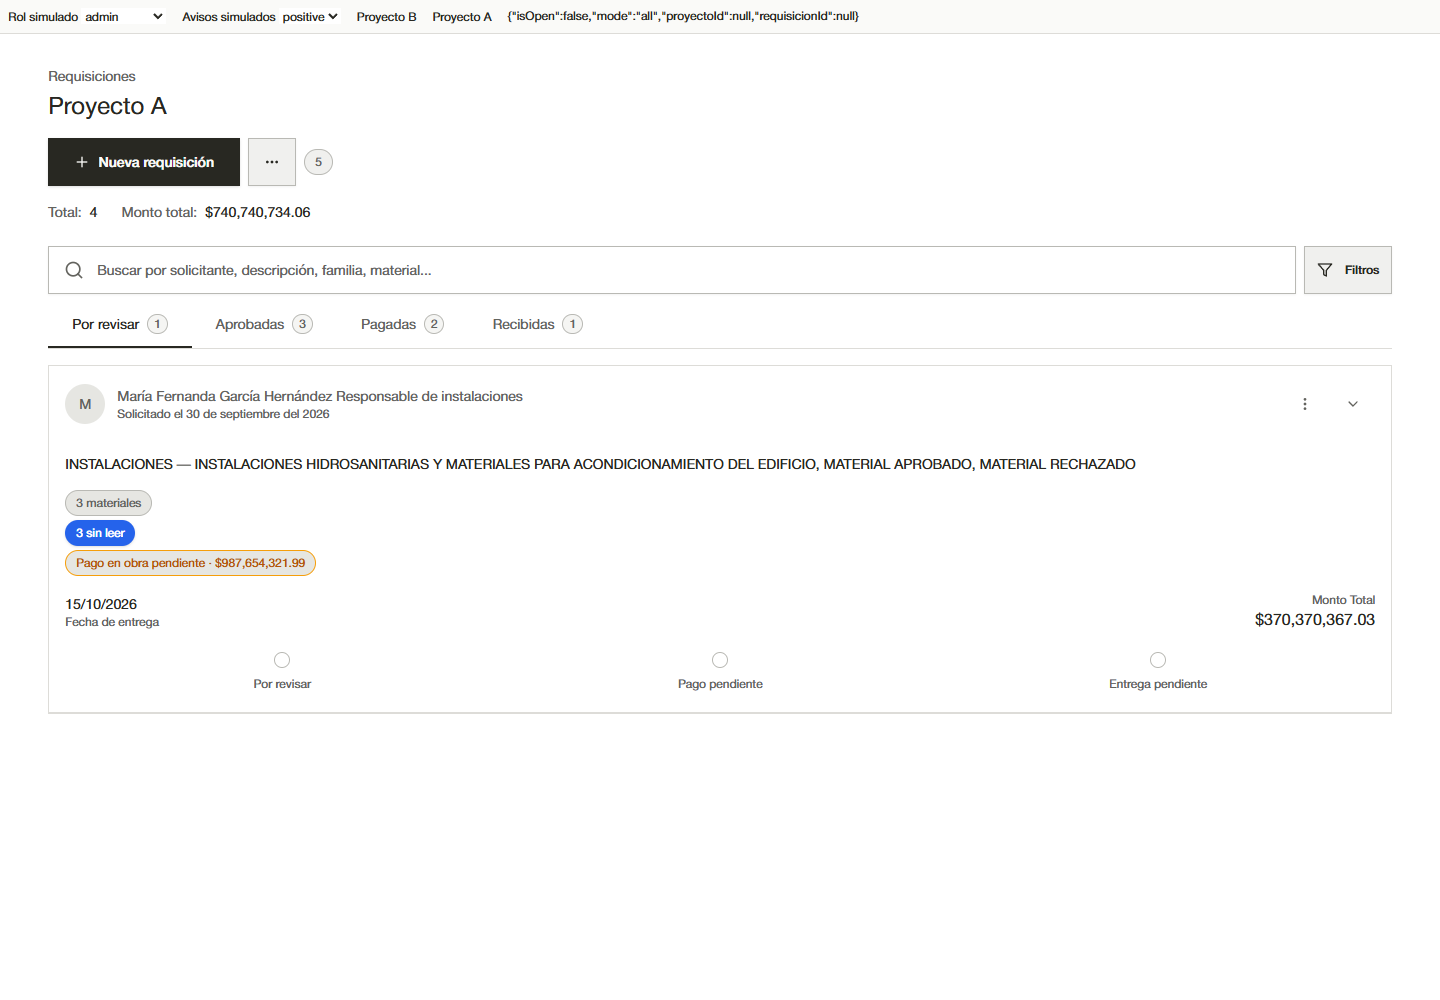 Rol simulado admin Avisos simulados positive Proyecto B Proyecto A {"isOpen":false,"mode":"all","proyectoId":null,"requisicionId":null}
Requisiciones
Proyecto A
+ Nueva requisición ... 5
Total: 4 Monto total: $740,740,734.06
Buscar por solicitante, descripción, familia, material...
Filtros
Por revisar 1 Aprobadas 3 Pagadas 2 Recibidas 1
M
María Fernanda García Hernández Responsable de instalaciones
Solicitado el 30 de septiembre del 2026
INSTALACIONES — INSTALACIONES HIDROSANITARIAS Y MATERIALES PARA ACONDICIONAMIENTO DEL EDIFICIO, MATERIAL APROBADO, MATERIAL RECHAZADO
3 materiales
3 sin leer
Pago en obra pendiente · $987,654,321.99
15/10/2026
Fecha de entrega
Monto Total
$370,370,367.03
Por revisar Pago pendiente Entrega pendiente